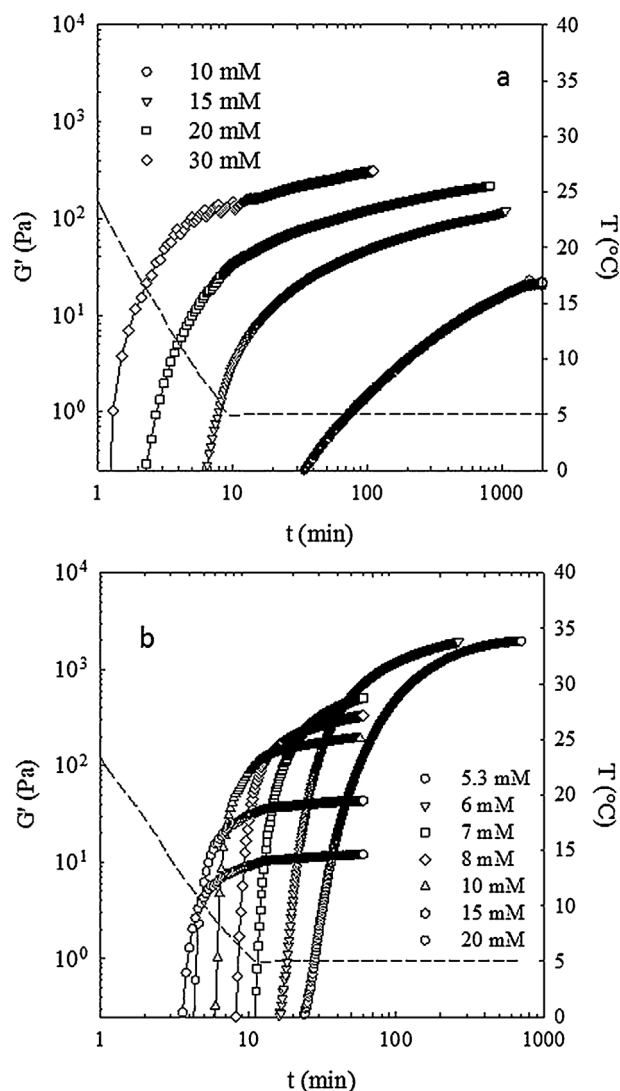 10⁴
10³
10²
10¹
10⁰
G' (Pa)
10 mM
15 mM
20 mM
30 mM
a
40
35
30
25
20
15
10
5
0
T (°C)
1
10
100
1000
t (min)
10⁴
10³
10²
10¹
10⁰
G' (Pa)
b
5.3 mM
6 mM
7 mM
8 mM
10 mM
15 mM
20 mM
40
35
30
25
20
15
10
5
0
T (°C)
1
10
100
1000
t (min)